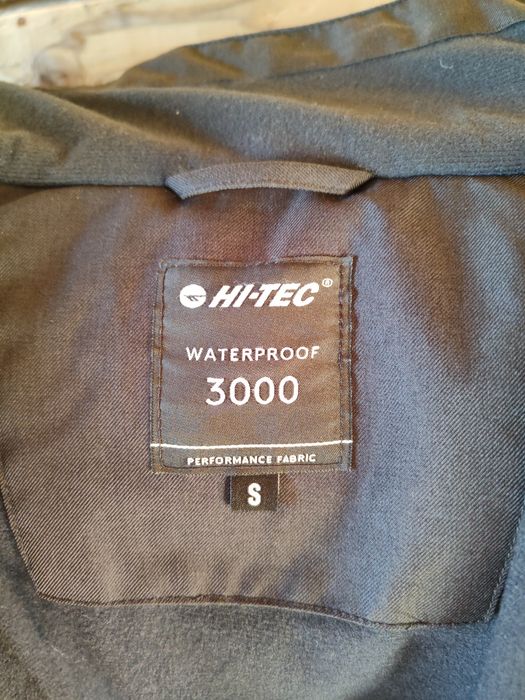 HI-TEC®
WATERPROOF
3000
PERFORMANCE FABRIC
S